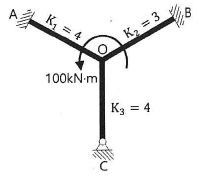 A
B
K₁ = 4
K₂ = 3
O
100kN·m
K₃ = 4
C